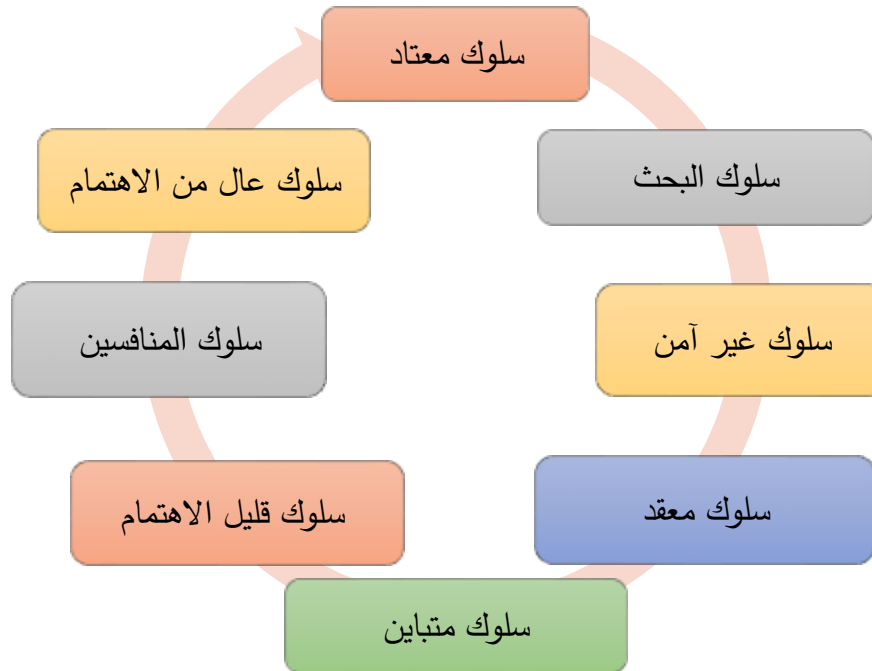 سلوك معتاد
سلوك البحث
سلوك غير آمن
سلوك معقد
سلوك متباين
سلوك قليل الاهتمام
سلوك المنافسين
سلوك عال من الاهتمام